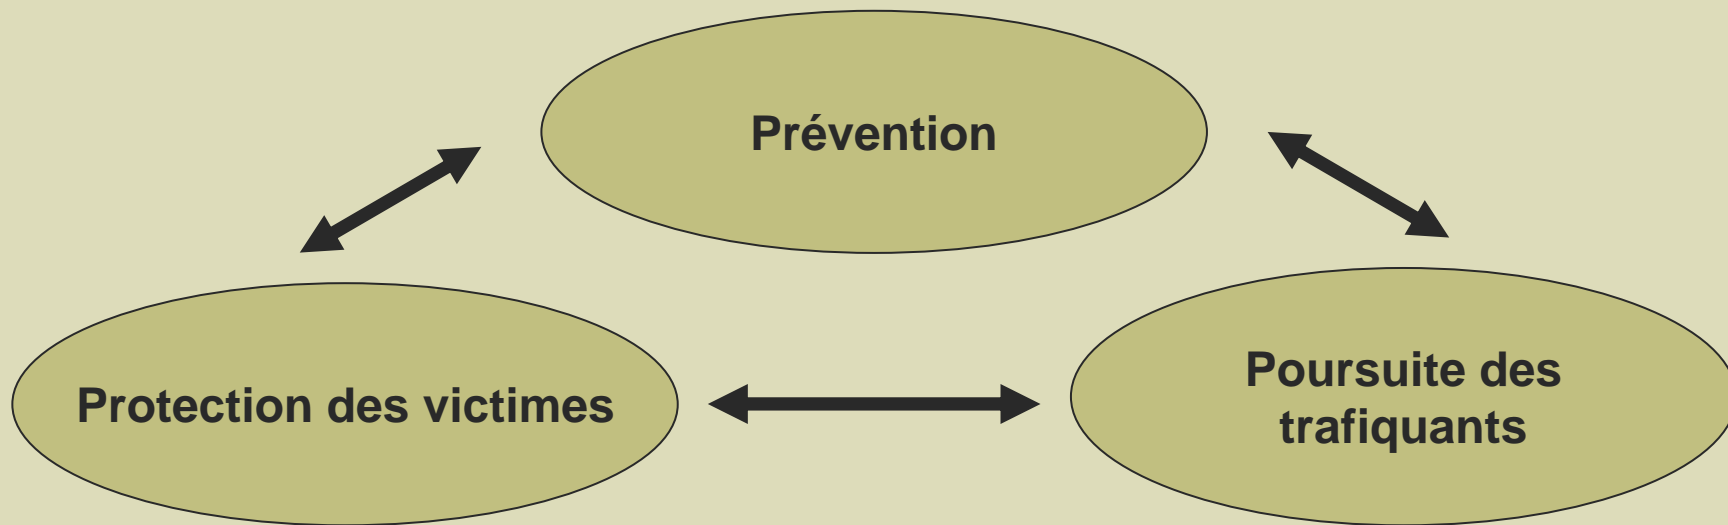 Prévention
Protection des victimes
Poursuite des
trafiquants